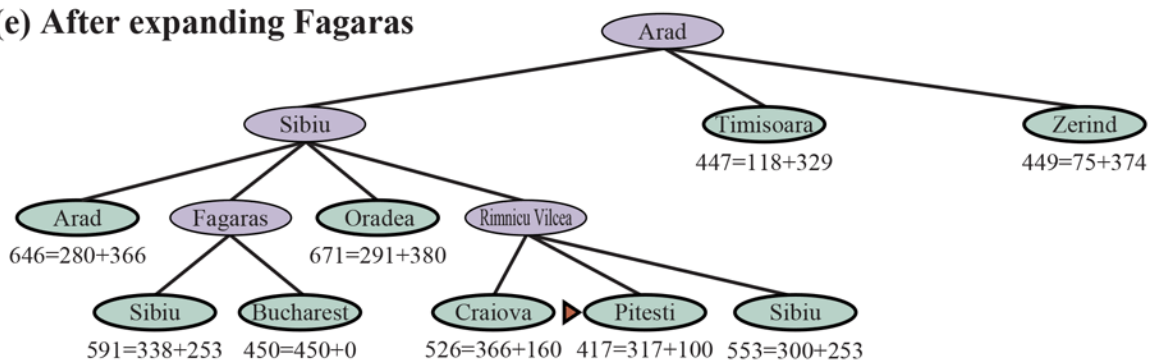 (e) After expanding Fagaras
Arad
Sibiu
Timisoara
Zerind
447=118+329
449=75+374
Arad
Fagaras
Oradea
Rimnicu Vilcea
646=280+366
671=291+380
Sibiu
Bucharest
Craiova
Pitesti
Sibiu
591=338+253
450=450+0
526=366+160
417=317+100
553=300+253